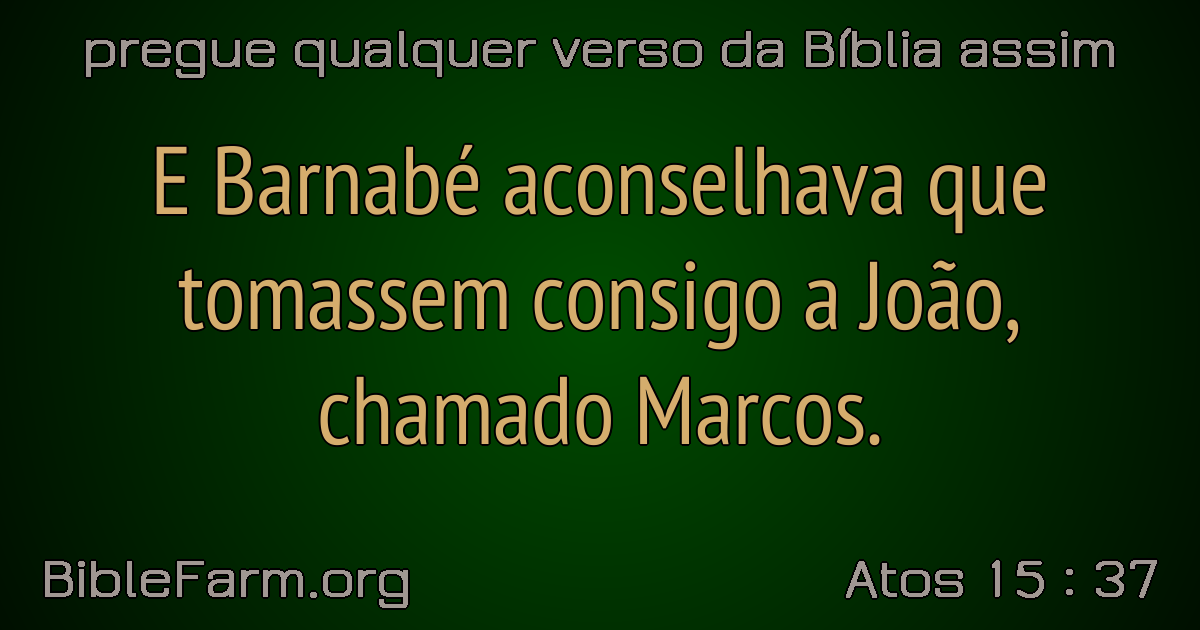 pregue qualquer verso da Bíblia assim
E Barnabé aconselhava que
tomassem consigo a João,
chamado Marcos.
BibleFarm.org
Atos 15 : 37